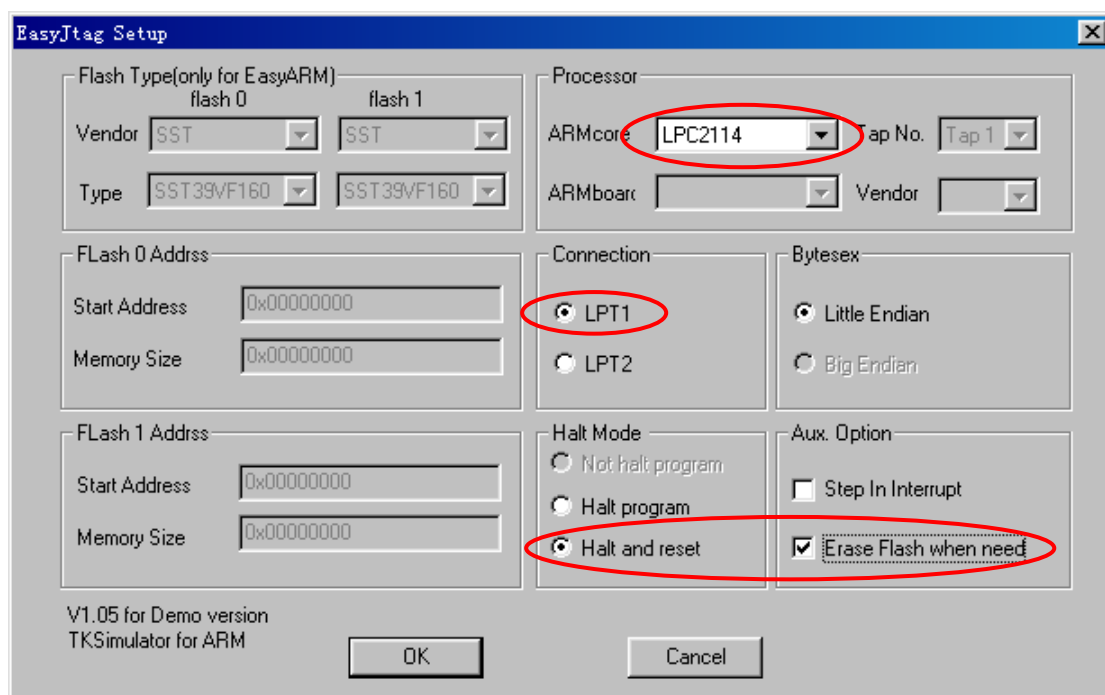 EasyJtag Setup
Flash Type(only for EasyARM)
flash 0 flash 1
Vendor SST SST
Type SST39VF160 SST39VF160
Processor
ARMcore LPC2114 Tap No. Tap 1
ARMboarc Vendor
FLash 0 Addrss
Start Address 0x00000000
Memory Size 0x00000000
Connection
LPT1
LPT2
Bytesex
Little Endian
Big Endian
FLash 1 Addrss
Start Address 0x00000000
Memory Size 0x00000000
Halt Mode
Not halt program
Halt program
Halt and reset
Aux. Option
Step In Interrupt
Erase Flash when need
V1.05 for Demo version
TKSimulator for ARM
OK Cancel